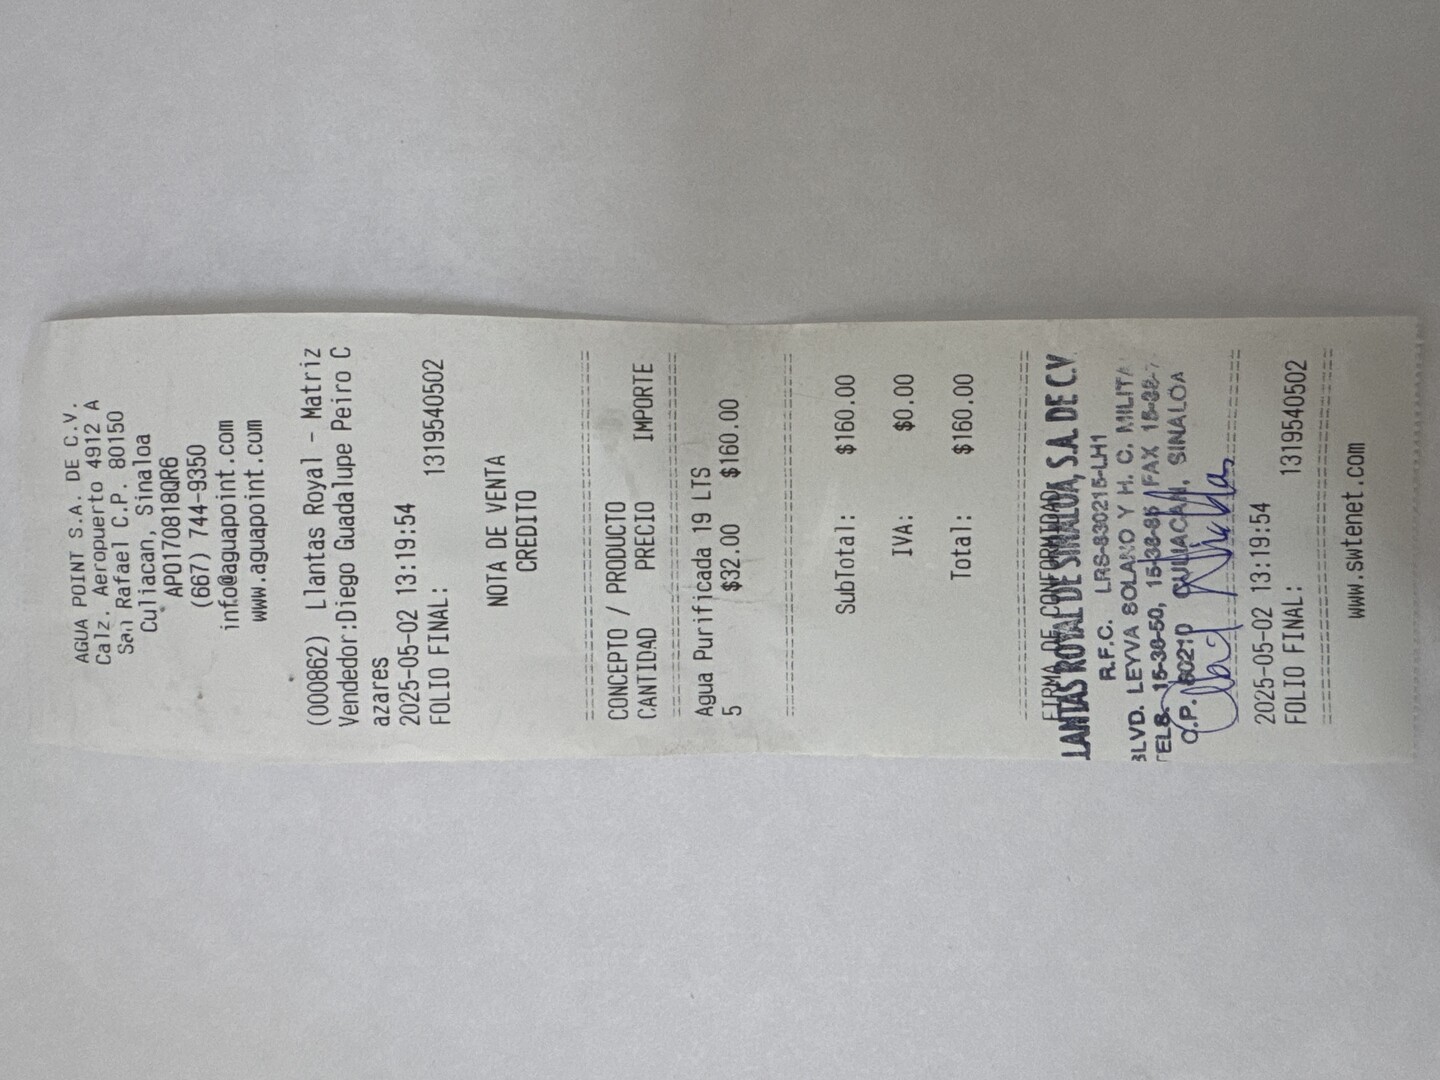 AGUA POINT S.A. DE C.V.
Calz. Aeropuerto 4912 A
San Rafael C.P. 80150
Culiacan, Sinaloa
APO170818QR6
(667) 744-9350
info@aguapoint.com
www.aguapoint.com
(000862) Llantas Royal - Matriz
Vendedor:Diego Guadalupe Peiro C
azares
2025-05-02 13:19:54
FOLIO FINAL: 1319540502
NOTA DE VENTA
CREDITO
CONCEPTO / PRODUCTO
CANTIDAD PRECIO IMPORTE
Agua Purificada 19 LTS
5 $32.00 $160.00
SubTotal: $160.00
IVA: $0.00
Total: $160.00
FIRMA DE CONFORMIDAD
LANTAS ROYAL DE SINALOA, S.A. DE C.V.
R.F.C. LRS-830215-LH1
BLVD. LEYVA SOLANO Y H. C. MILITA
TELS. 15-38-50, 15-38-85 FAX
C.P. 80210 CULIACAN, SINALOA
2025-05-02 13:19:54
FOLIO FINAL: 1319540502
www.swtenet.com